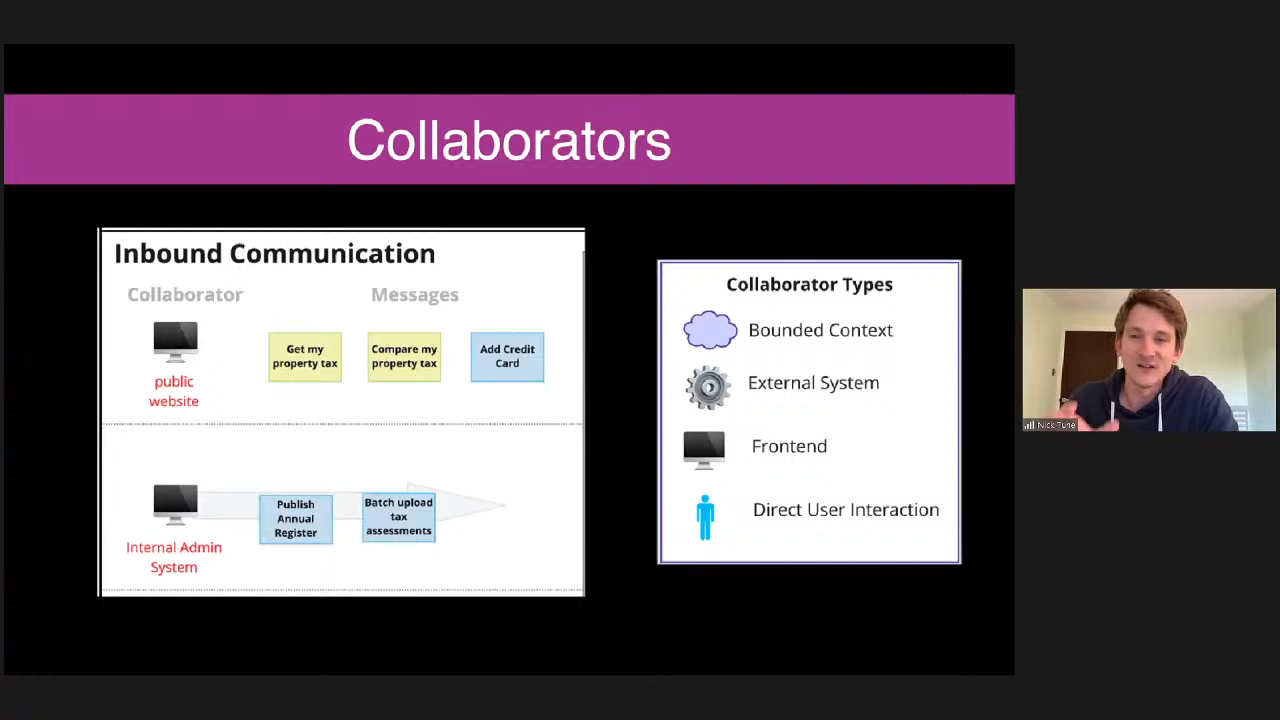 Collaborators
Inbound Communication
Collaborator
Messages
public
website
Get my
property tax
Compare my
property tax
Add Credit
Card
Internal Admin
System
Publish
Annual
Register
Batch upload
tax
assessments
Collaborator Types
Bounded Context
External System
Frontend
Direct User Interaction
Nick Tune